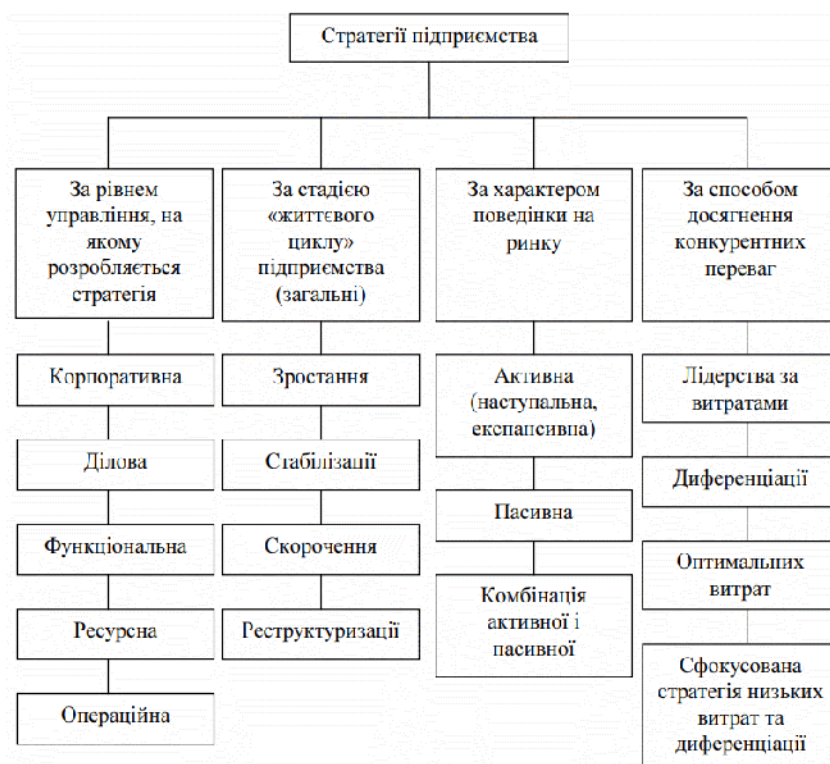 Стратегії підприємства
За рівнем
управління, на
якому
розробляється
стратегія
Корпоративна
Ділова
Функціональна
Ресурсна
Операційна
За стадією
«життєвого
циклу»
підприємства
(загальні)
Зростання
Стабілізації
Скорочення
Реструктуризації
За характером
поведінки на
ринку
Активна
(наступальна,
експансивна)
Пасивна
Комбінація
активної і
пасивної
За способом
досягнення
конкурентних
переваг
Лідерства за
витратами
Диференціації
Оптимальних
витрат
Сфокусована
стратегія низьких
витрат та
диференціації